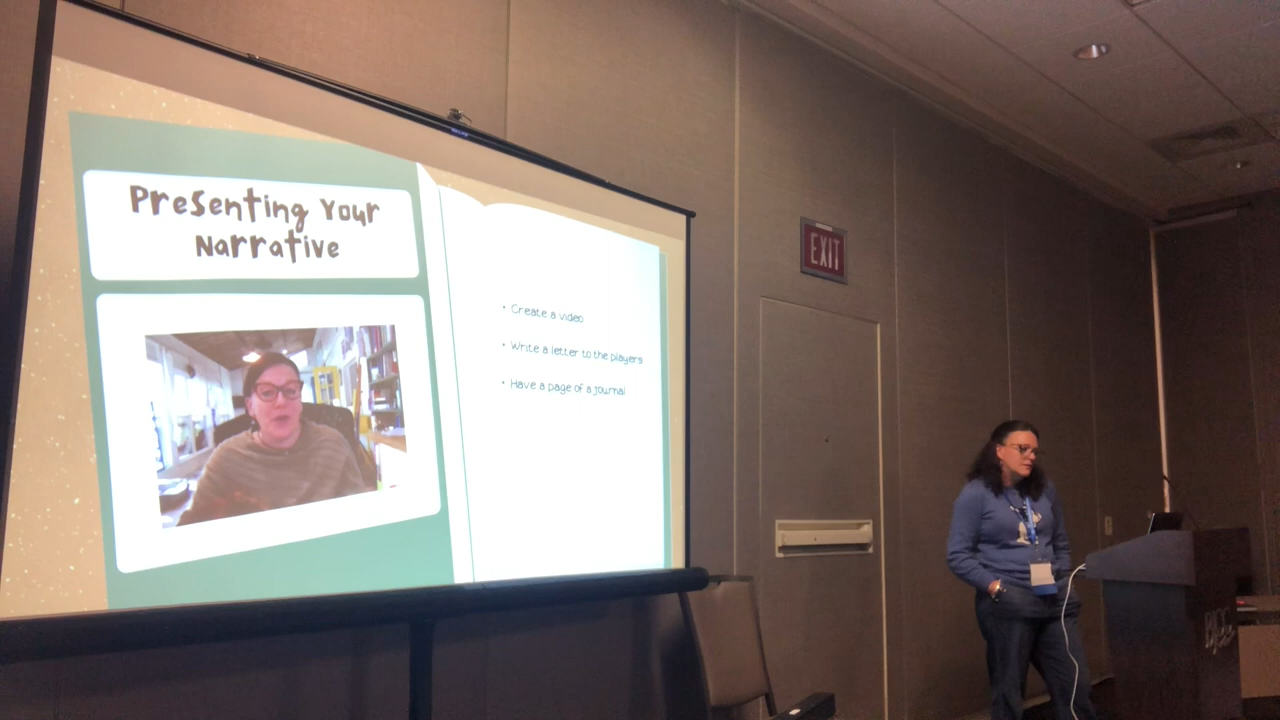 Presenting Your
Narrative
• Create a video
• Write a letter to the players
• Have a page of a journal
EXIT